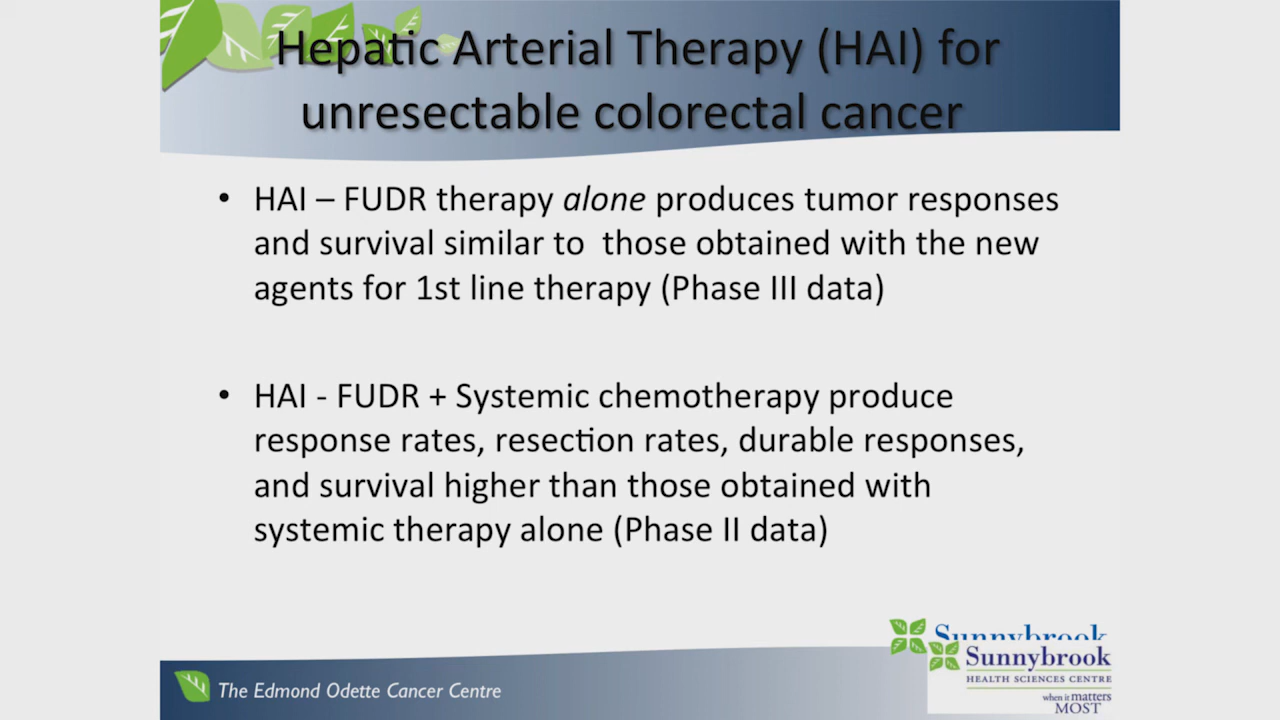 Hepatic Arterial Therapy (HAI) for
unresectable colorectal cancer
• HAI – FUDR therapy alone produces tumor responses
and survival similar to those obtained with the new
agents for 1st line therapy (Phase III data)
• HAI - FUDR + Systemic chemotherapy produce
response rates, resection rates, durable responses,
and survival higher than those obtained with
systemic therapy alone (Phase II data)
Sunnybrook
Sunnybrook
HEALTH SCIENCES CENTRE
when it matters
MOST
The Edmond Odette Cancer Centre